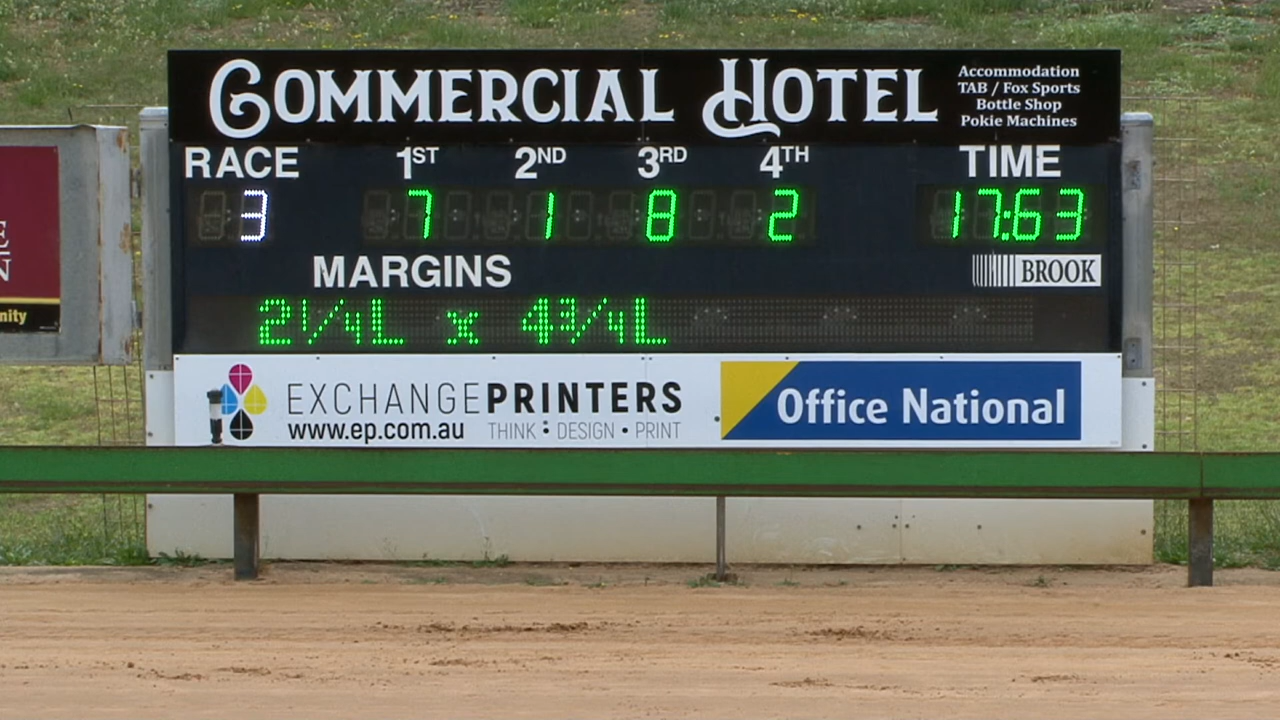 COMMERCIAL HOTEL
Accommodation
TAB / Fox Sports
Bottle Shop
Pokie Machines
RACE 1ST 2ND 3RD 4TH TIME
3 7 1 8 2 17:63
MARGINS
BROOK
2¼L x 4¾L
EXCHANGEPRINTERS
www.ep.com.au THINK • DESIGN • PRINT
Office National
E
N
nity